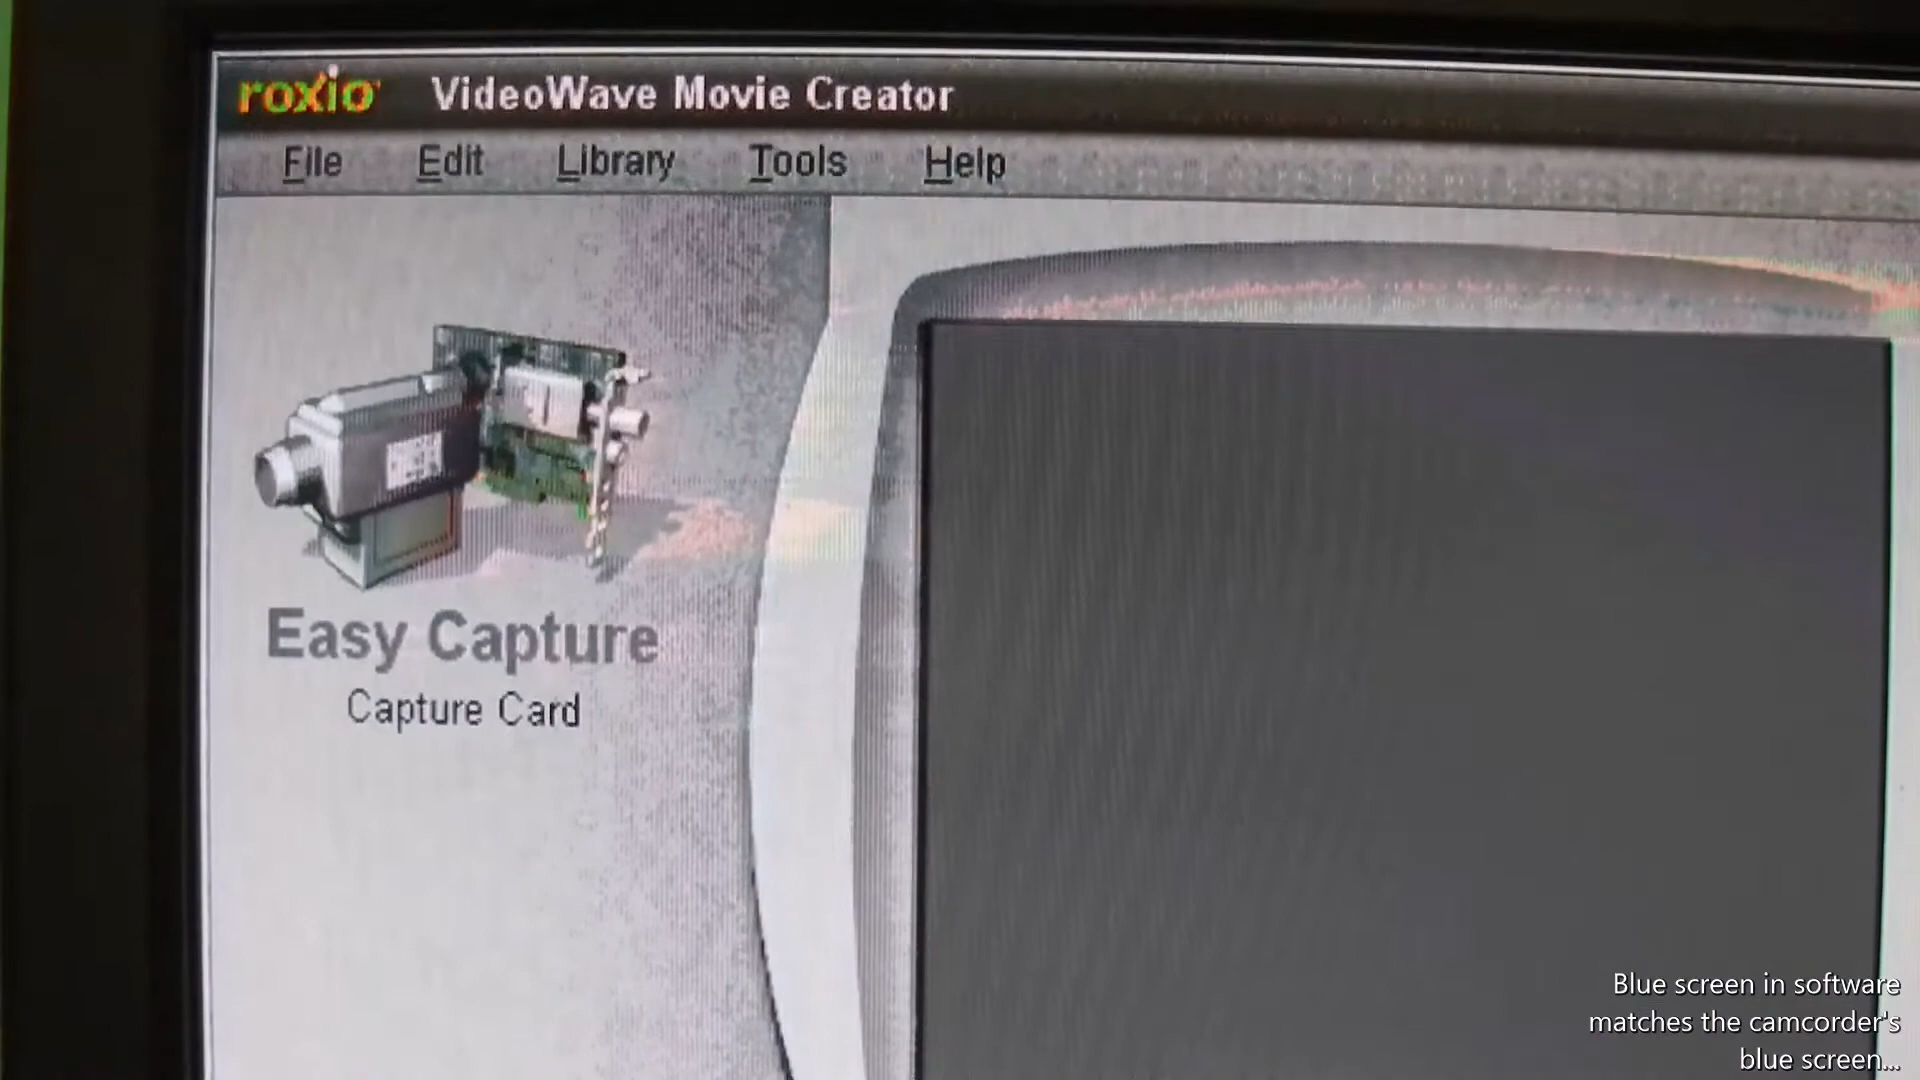 roxio VideoWave Movie Creator
File Edit Library Tools Help
Easy Capture
Capture Card
Blue screen in software
matches the camcorder's
blue screen...